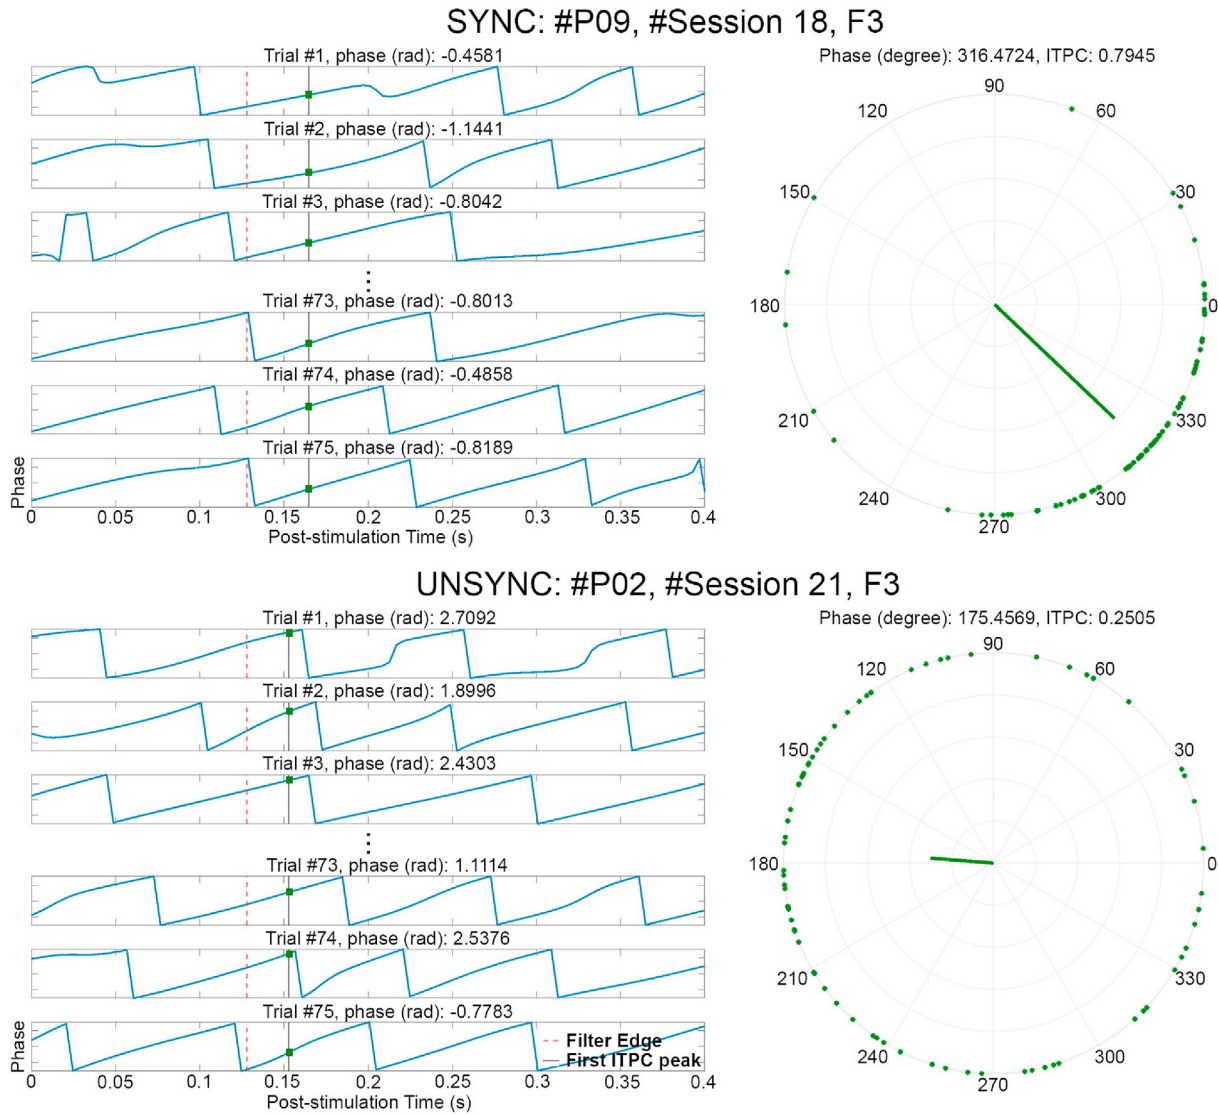 SYNC: #P09, #Session 18, F3
Trial #1, phase (rad): -0.4581
Trial #2, phase (rad): -1.1441
Trial #3, phase (rad): -0.8042
Trial #73, phase (rad): -0.8013
Trial #74, phase (rad): -0.4858
Trial #75, phase (rad): -0.8189
Phase
0 0.05 0.1 0.15 0.2 0.25 0.3 0.35 0.4
Post-stimulation Time (s)
Phase (degree): 316.4724, ITPC: 0.7945
90
120 60
150 30
180 0
210 330
240 300
270
UNSYNC: #P02, #Session 21, F3
Trial #1, phase (rad): 2.7092
Trial #2, phase (rad): 1.8996
Trial #3, phase (rad): 2.4303
Trial #73, phase (rad): 1.1114
Trial #74, phase (rad): 2.5376
Trial #75, phase (rad): -0.7783
Filter Edge
First ITPC peak
Phase
0 0.05 0.1 0.15 0.2 0.25 0.3 0.35 0.4
Post-stimulation Time (s)
Phase (degree): 175.4569, ITPC: 0.2505
90
120 60
150 30
180 0
210 330
240 300
270